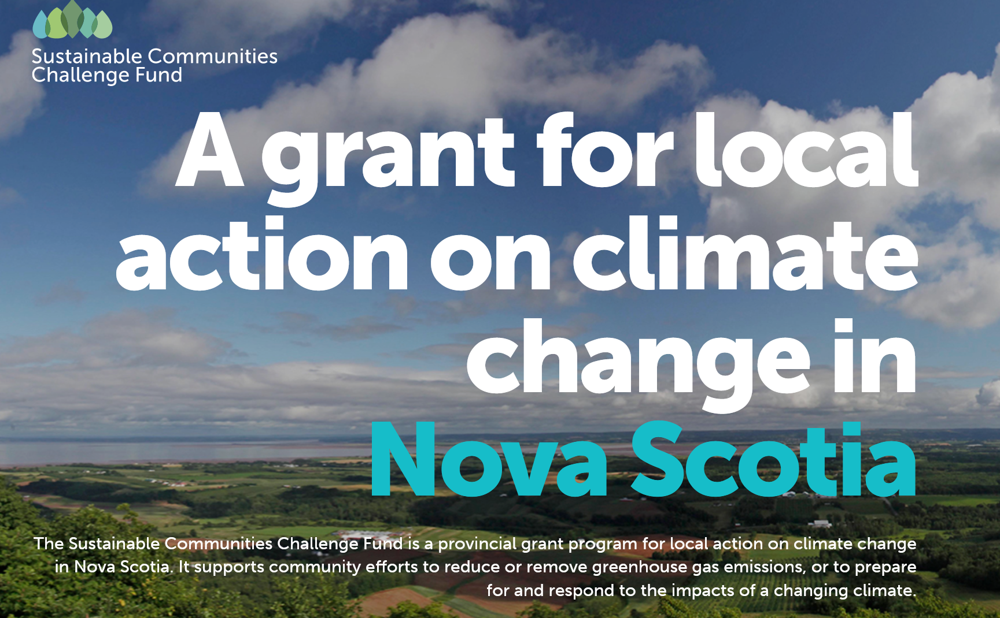 Sustainable Communities
Challenge Fund
A grant for local
action on climate
change in
Nova Scotia
The Sustainable Communities Challenge Fund is a provincial grant program for local action on climate change
in Nova Scotia. It supports community efforts to reduce or remove greenhouse gas emissions, or to prepare
for and respond to the impacts of a changing climate.